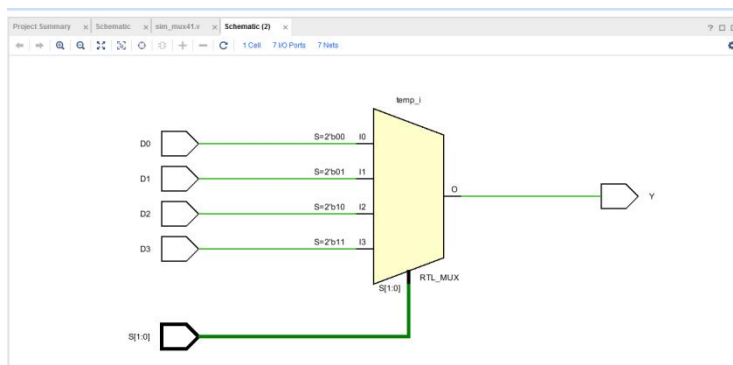 Project Summary × Schematic × sim_mux41.v × Schematic (2) × ?
1 Cell 7 I/O Ports 7 Nets
temp_i
D0 S=2'b00 I0
D1 S=2'b01 I1
O Y
D2 S=2'b10 I2
D3 S=2'b11 I3
RTL_MUX
S[1:0]
S[1:0]